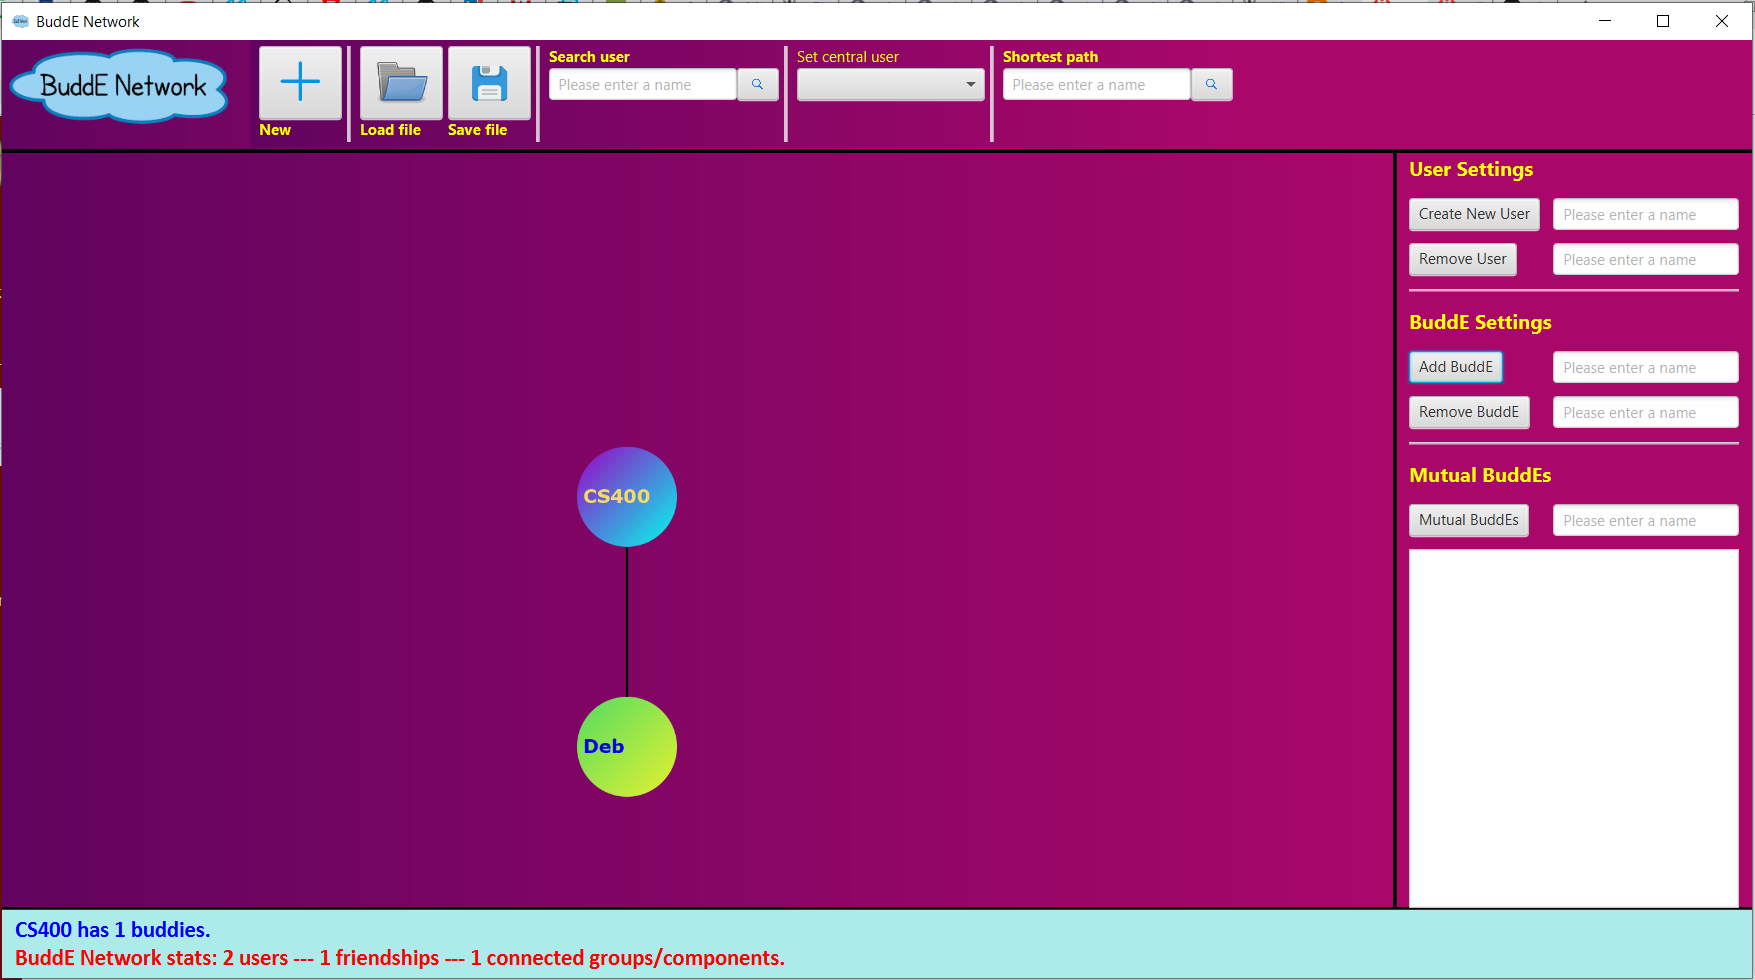 BuddE Network
BuddE Network
New
Load file
Save file
Search user
Please enter a name
Set central user
Shortest path
Please enter a name
User Settings
Create New User
Please enter a name
Remove User
Please enter a name
BuddE Settings
Add BuddE
Please enter a name
Remove BuddE
Please enter a name
Mutual BuddEs
Mutual BuddEs
Please enter a name
CS400
Deb
CS400 has 1 buddies.
BuddE Network stats: 2 users --- 1 friendships --- 1 connected groups/components.